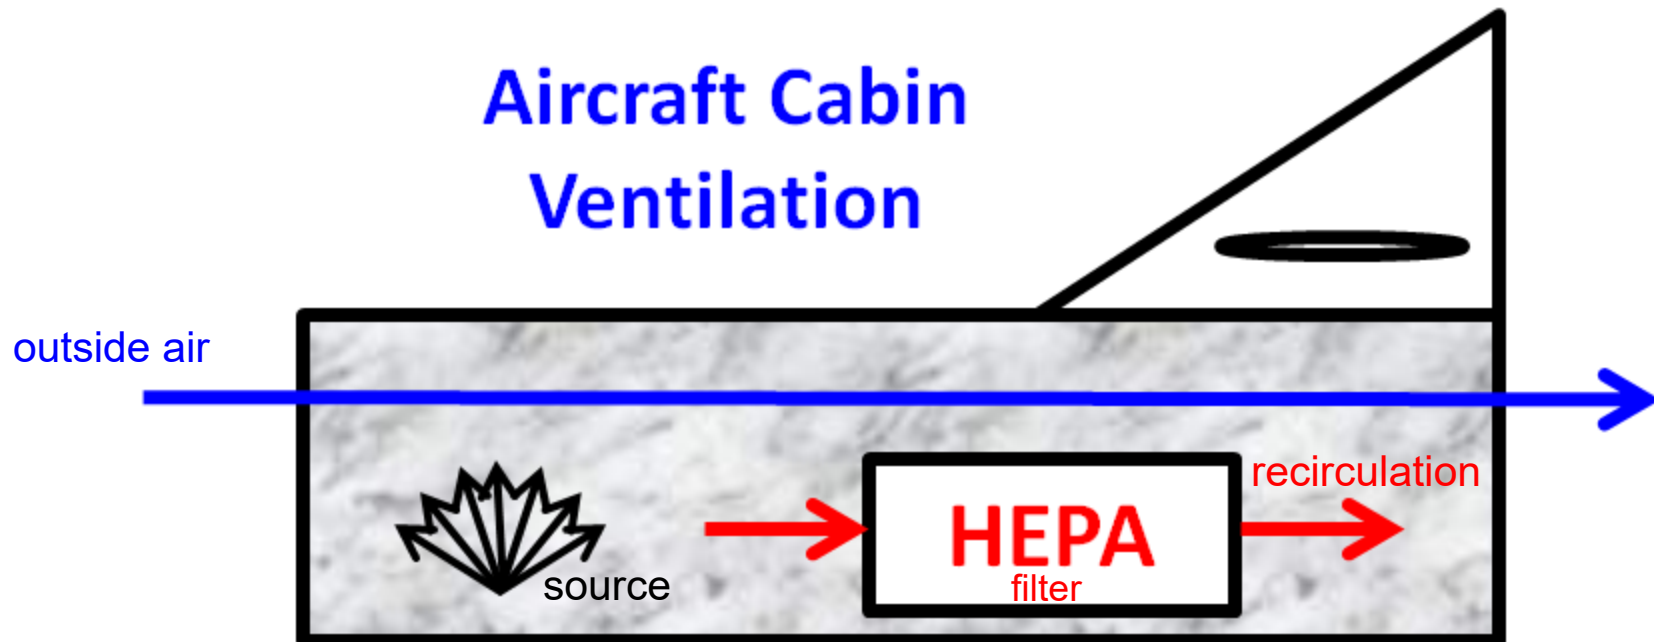 Aircraft Cabin
Ventilation
outside air
recirculation
HEPA
filter
source